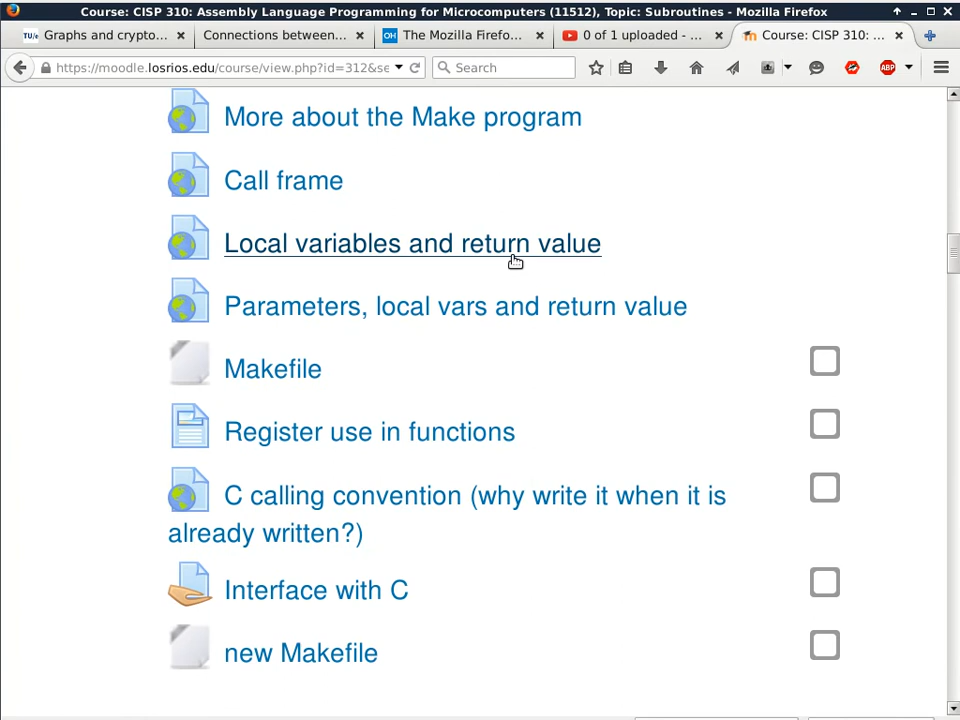 Course: CISP 310: Assembly Language Programming for Microcomputers (11512), Topic: Subroutines - Mozilla Firefox
TU/e Graphs and crypto... × Connections between... × OH The Mozilla Firefo... × 0 of 1 uploaded - ... × Course: CISP 310: ... ×
https://moodle.losrios.edu/course/view.php?id=312&se Search ABP
More about the Make program
Call frame
Local variables and return value
Parameters, local vars and return value
Makefile
Register use in functions
C calling convention (why write it when it is
already written?)
Interface with C
new Makefile